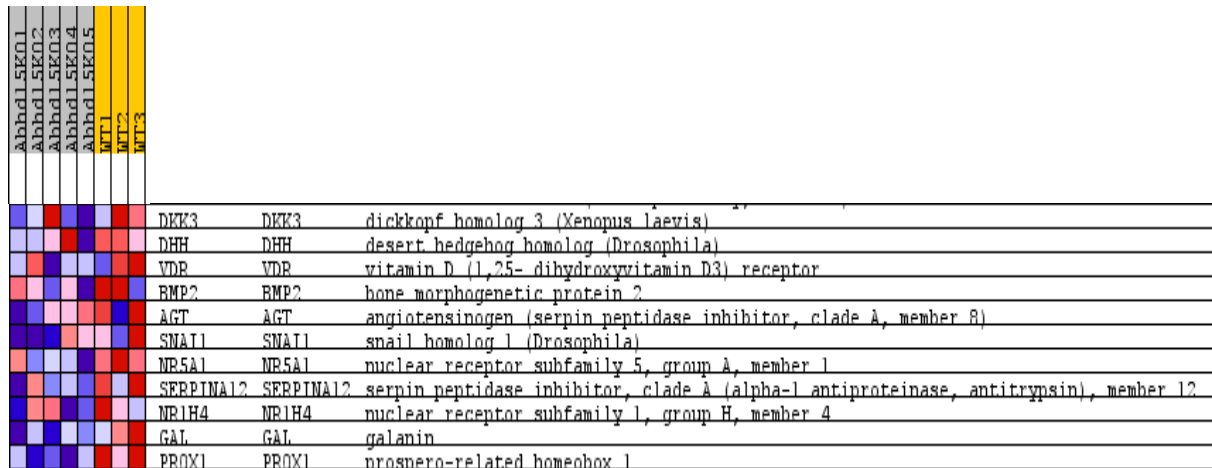 Abhd15KO1
Abhd15KO2
Abhd15KO3
Abhd15KO4
Abhd15KO5
WT1
WT2
WT3
DKK3 DKK3 dickkopf homolog 3 (Xenopus laevis)
DHH DHH desert hedgehog homolog (Drosophila)
VDR VDR vitamin D (1,25- dihydroxyvitamin D3) receptor
BMP2 BMP2 bone morphogenetic protein 2
AGT AGT angiotensinogen (serpin peptidase inhibitor, clade A, member 8)
SNAI1 SNAI1 snail homolog 1 (Drosophila)
NR5A1 NR5A1 nuclear receptor subfamily 5, group A, member 1
SERPINA12 SERPINA12 serpin peptidase inhibitor, clade A (alpha-1 antiproteinase, antitrypsin), member 12
NR1H4 NR1H4 nuclear receptor subfamily 1, group H, member 4
GAL GAL galanin
PROX1 PROX1 prospero-related homeobox 1